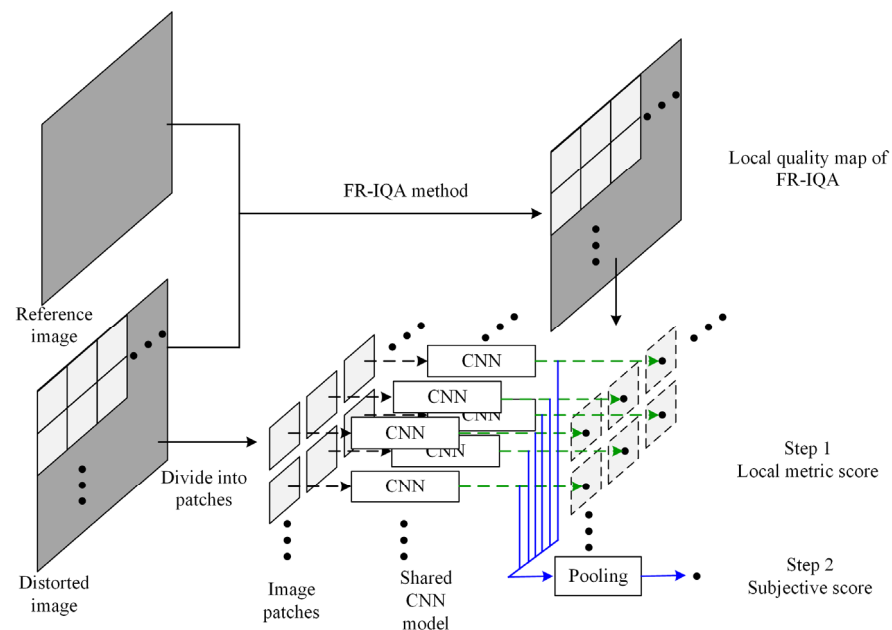 Local quality map of
FR-IQA
FR-IQA method
Reference
image
CNN
CNN
CNN
CNN
CNN
CNN
Divide into
patches
Step 1
Local metric score
Distorted
image
Image
patches
Shared
CNN
model
Pooling
Step 2
Subjective score